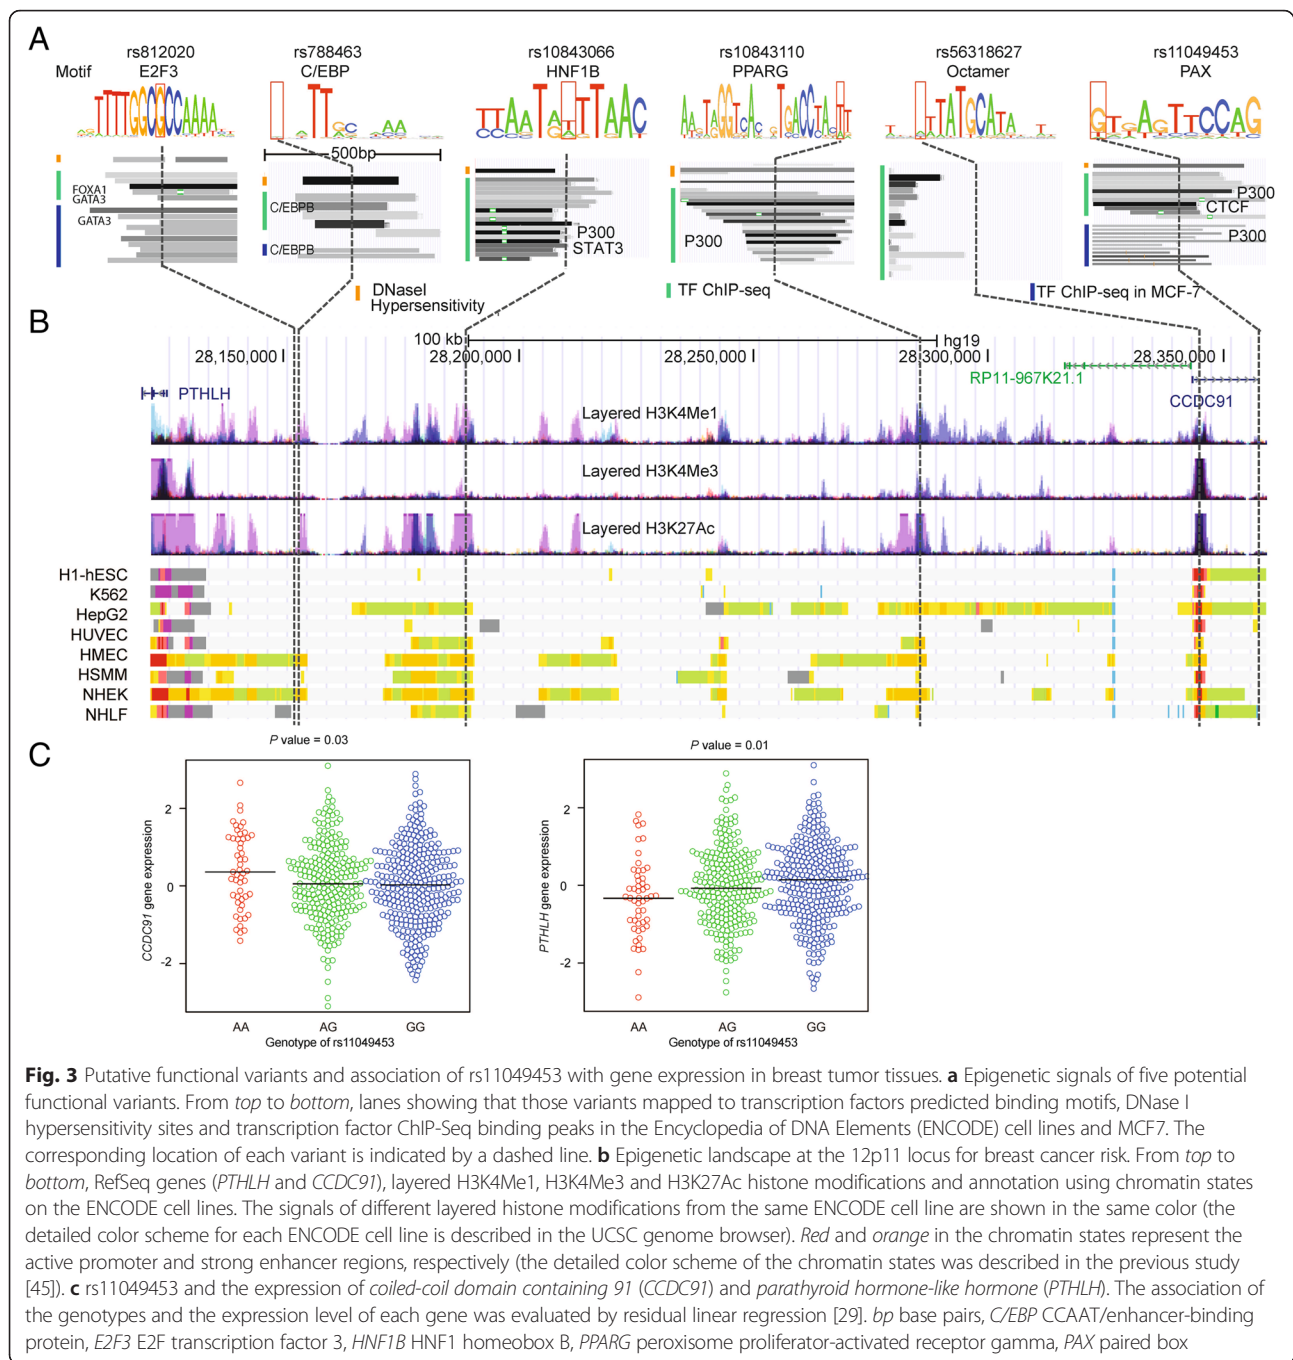 A
rs812020 rs788463 rs10843066 rs10843110 rs56318627 rs11049453
Motif E2F3 C/EBP HNF1B PPARG Octamer PAX
500bp
FOXA1
GATA3
GATA3
C/EBPB
C/EBPB
P300
STAT3
P300
P300
CTCF
P300
DNaseI
Hypersensitivity
TF ChIP-seq
TF ChIP-seq in MCF-7
B
100 kb hg19
28,150,000 28,200,000 28,250,000 28,300,000 28,350,000
RP11-967K21.1
PTHLH
CCDC91
Layered H3K4Me1
Layered H3K4Me3
Layered H3K27Ac
H1-hESC
K562
HepG2
HUVEC
HMEC
HSMM
NHEK
NHLF
C
P value = 0.03
CCDC91 gene expression
2
0
-2
AA AG GG
Genotype of rs11049453
P value = 0.01
PTHLH gene expression
2
0
-2
AA AG GG
Genotype of rs11049453
Fig. 3 Putative functional variants and association of rs11049453 with gene expression in breast tumor tissues. a Epigenetic signals of five potential
functional variants. From top to bottom, lanes showing that those variants mapped to transcription factors predicted binding motifs, DNase I
hypersensitivity sites and transcription factor ChIP-Seq binding peaks in the Encyclopedia of DNA Elements (ENCODE) cell lines and MCF7. The
corresponding location of each variant is indicated by a dashed line. b Epigenetic landscape at the 12p11 locus for breast cancer risk. From top to
bottom, RefSeq genes (PTHLH and CCDC91), layered H3K4Me1, H3K4Me3 and H3K27Ac histone modifications and annotation using chromatin states
on the ENCODE cell lines. The signals of different layered histone modifications from the same ENCODE cell line are shown in the same color (the
detailed color scheme for each ENCODE cell line is described in the UCSC genome browser). Red and orange in the chromatin states represent the
active promoter and strong enhancer regions, respectively (the detailed color scheme of the chromatin states was described in the previous study
[45]). c rs11049453 and the expression of coiled-coil domain containing 91 (CCDC91) and parathyroid hormone-like hormone (PTHLH). The association of
the genotypes and the expression level of each gene was evaluated by residual linear regression [29]. bp base pairs, C/EBP CCAAT/enhancer-binding
protein, E2F3 E2F transcription factor 3, HNF1B HNF1 homeobox B, PPARG peroxisome proliferator-activated receptor gamma, PAX paired box